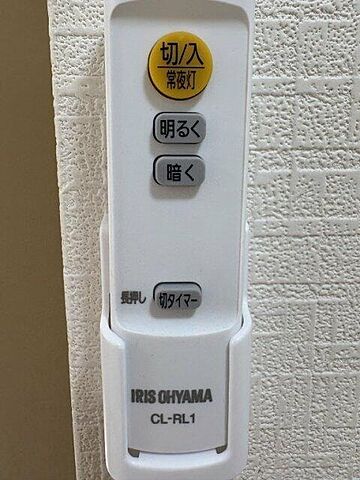 切/入
常夜灯
明るく
暗く
長押し 切タイマー
IRIS OHYAMA
CL-RL1